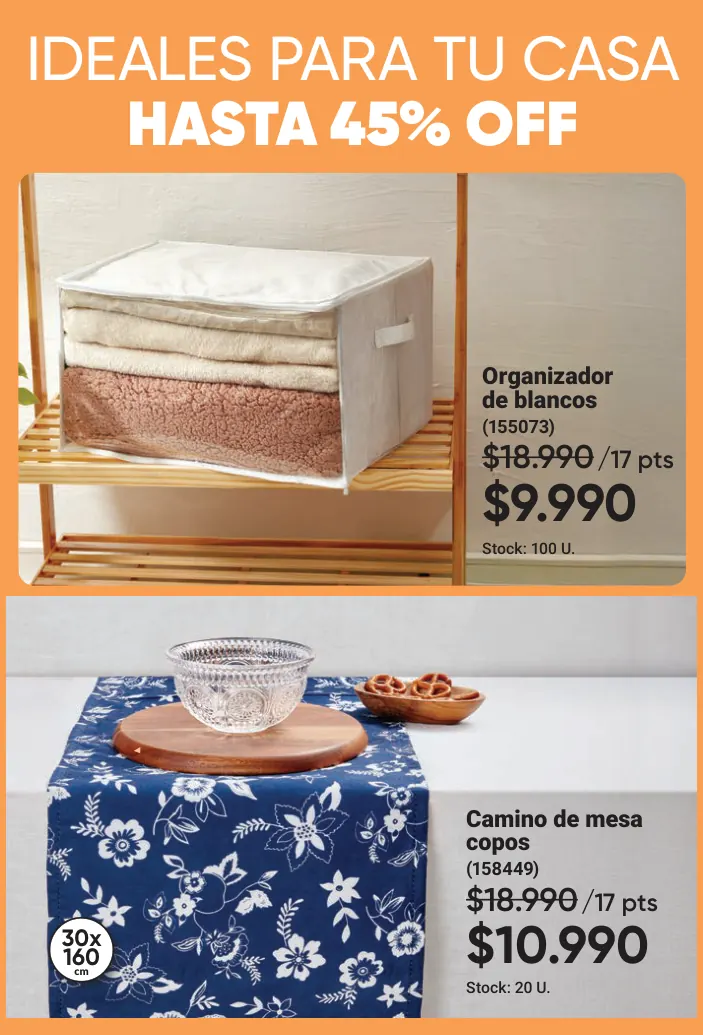 IDEALES PARA TU CASA
HASTA 45% OFF
Organizador
de blancos
(155073)
$18.990 /17 pts
$9.990
Stock: 100 U.
Camino de mesa
copos
(158449)
$18.990 /17 pts
$10.990
Stock: 20 U.
30x
160
cm